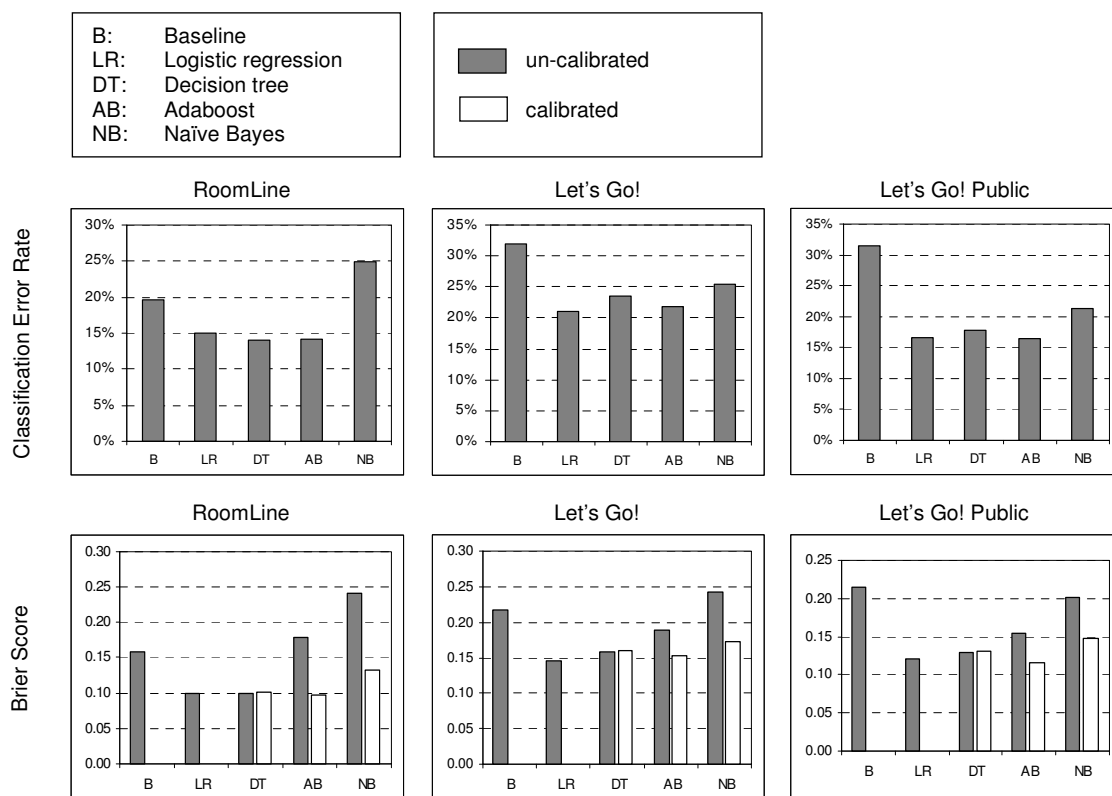 B: Baseline
LR: Logistic regression
DT: Decision tree
AB: Adaboost
NB: Naïve Bayes
un-calibrated
calibrated
Classification Error Rate
RoomLine
30%
25%
20%
15%
10%
5%
0%
B LR DT AB NB
Let's Go!
35%
30%
25%
20%
15%
10%
5%
0%
B LR DT AB NB
Let's Go! Public
35%
30%
25%
20%
15%
10%
5%
0%
B LR DT AB NB
Brier Score
RoomLine
0.30
0.25
0.20
0.15
0.10
0.05
0.00
B LR DT AB NB
Let's Go!
0.30
0.25
0.20
0.15
0.10
0.05
0.00
B LR DT AB NB
Let's Go! Public
0.25
0.20
0.15
0.10
0.05
0.00
B LR DT AB NB